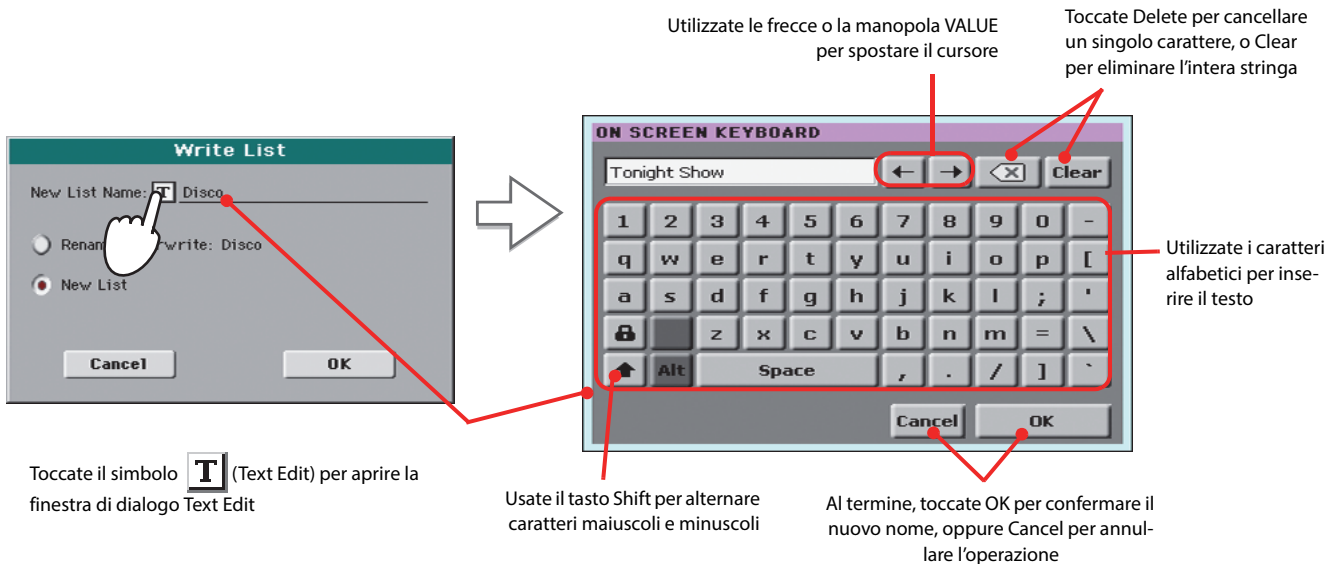 Utilizzate le frecce o la manopola VALUE
per spostare il cursore
Toccate Delete per cancellare
un singolo carattere, o Clear
per eliminare l'intera stringa
Write List
New List Name: T Disco
Renam rwrite: Disco
New List
Cancel OK
ON SCREEN KEYBOARD
Tonight Show ← → Clear
1 2 3 4 5 6 7 8 9 0 -
q w e r t y u i o p [
a s d f g h j k l ; '
z x c v b n m = \
Alt Space , . / ] `
Cancel OK
Utilizzate i caratteri
alfabetici per inse-
rire il testo
Toccate il simbolo T (Text Edit) per aprire la
finestra di dialogo Text Edit
Usate il tasto Shift per alternare
caratteri maiuscoli e minuscoli
Al termine, toccate OK per confermare il
nuovo nome, oppure Cancel per annul-
lare l'operazione